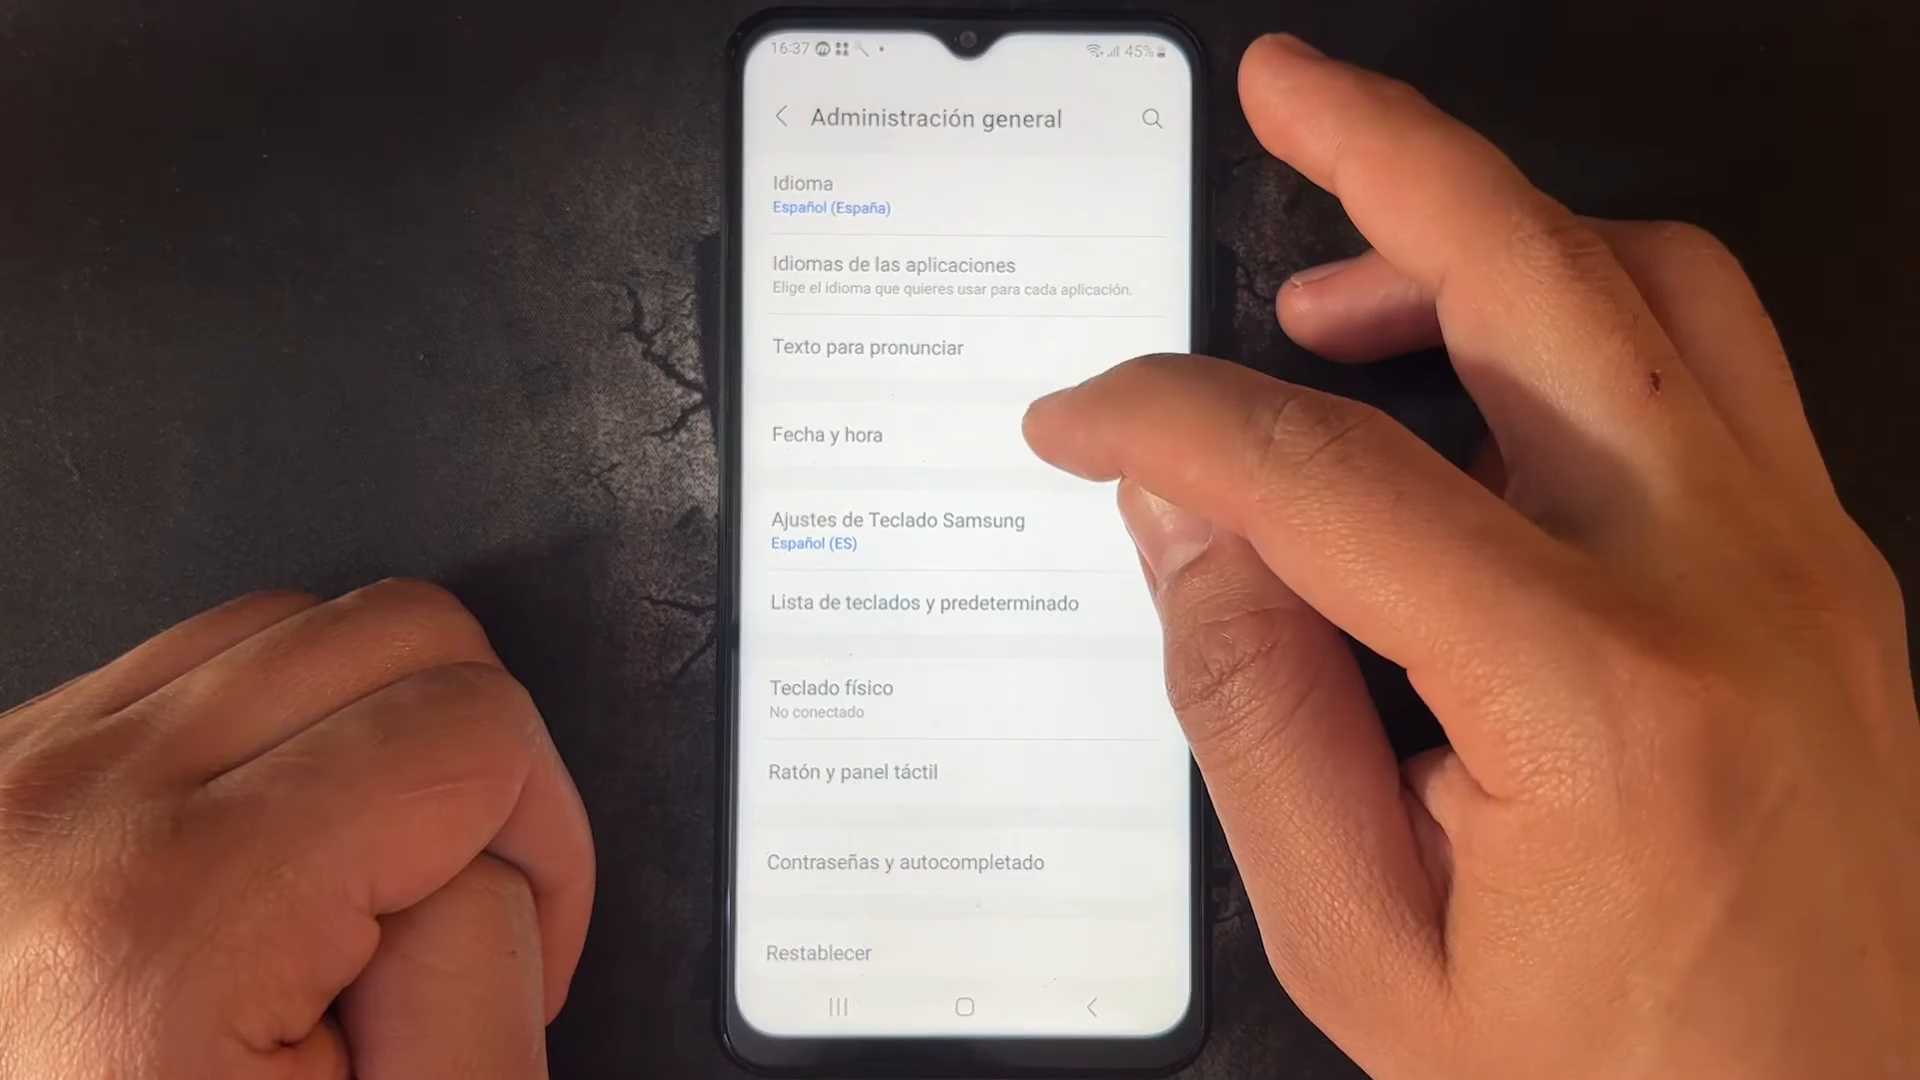 16:37
45%
Administración general
Idioma
Español (España)
Idiomas de las aplicaciones
Elige el idioma que quieres usar para cada aplicación.
Texto para pronunciar
Fecha y hora
Ajustes de Teclado Samsung
Español (ES)
Lista de teclados y predeterminado
Teclado físico
No conectado
Ratón y panel táctil
Contraseñas y autocompletado
Restablecer